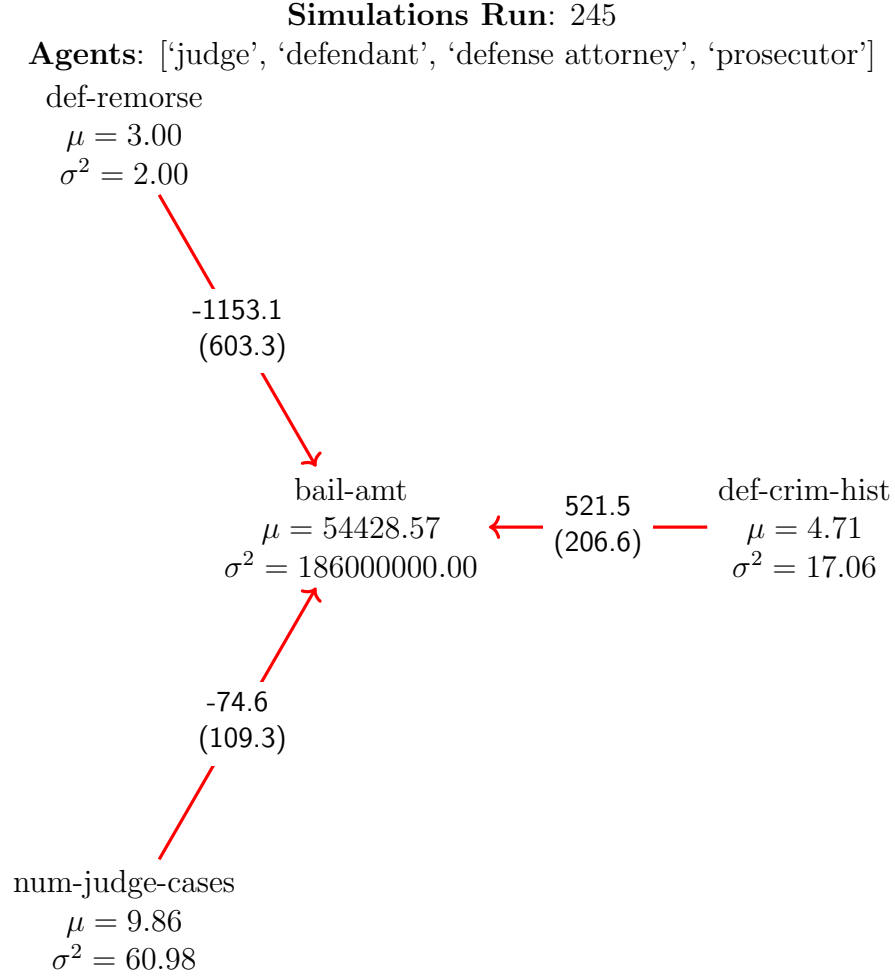 Simulations Run: 245
Agents: [‘judge’, ‘defendant’, ‘defense attorney’, ‘prosecutor’]
def-remorse
μ = 3.00
σ² = 2.00
-1153.1
(603.3)
bail-amt
μ = 54428.57
σ² = 186000000.00
521.5
(206.6)
def-crim-hist
μ = 4.71
σ² = 17.06
-74.6
(109.3)
num-judge-cases
μ = 9.86
σ² = 60.98